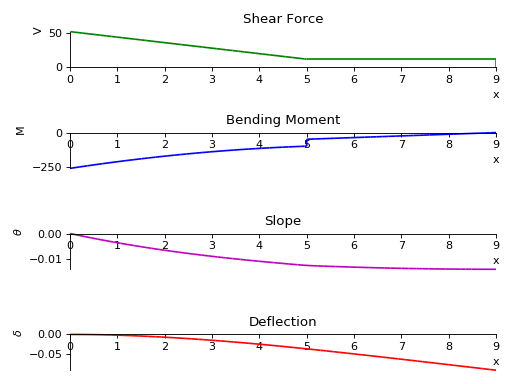 Shear Force
V
50
0
0 1 2 3 4 5 6 7 8 9
x
Bending Moment
M
0
−250
0 1 2 3 4 5 6 7 8 9
x
Slope
θ
0.00
−0.01
0 1 2 3 4 5 6 7 8 9
x
Deflection
δ
0.00
−0.05
0 1 2 3 4 5 6 7 8 9
x